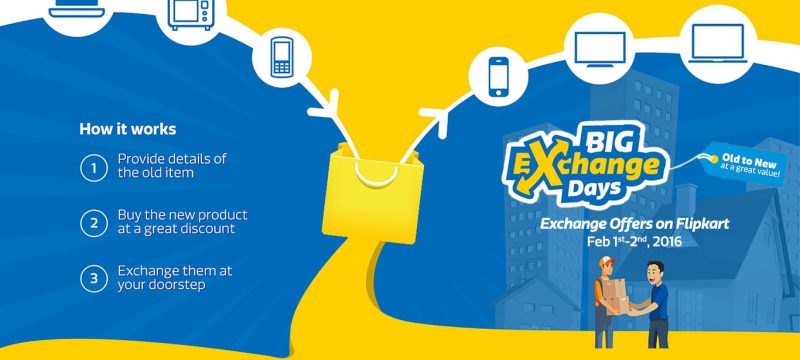 How it works
1 Provide details of
the old item
2 Buy the new product
at a great discount
3 Exchange them at
your doorstep
BIG
Exchange
Days
Old to New
at a great value!
Exchange Offers on Flipkart
Feb 1st-2nd, 2016